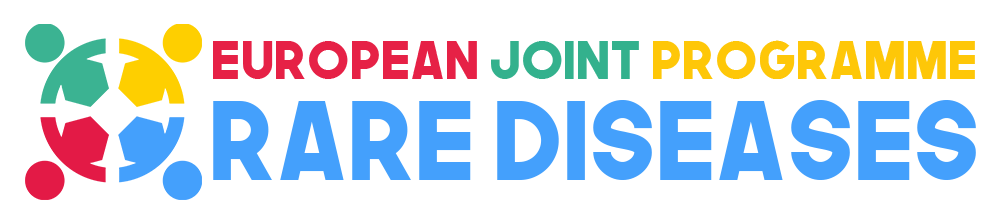 EUROPEAN JOINT PROGRAMME
RARE DISEASES